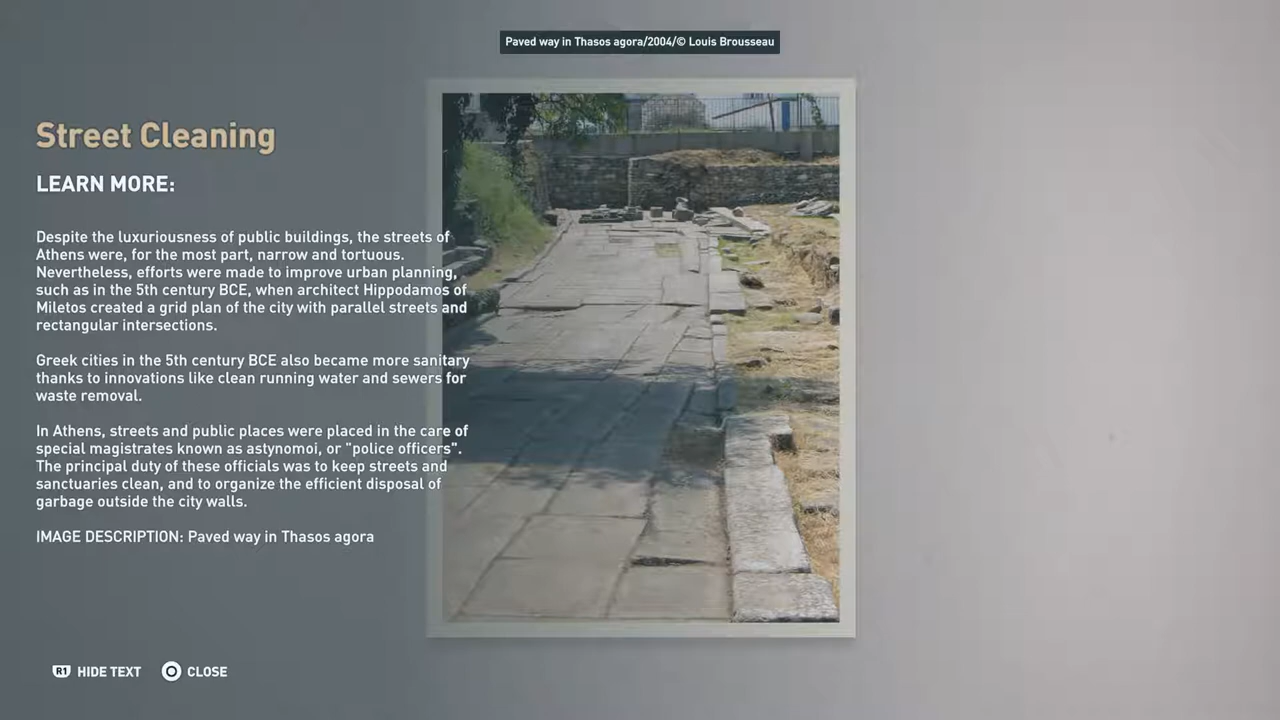 Paved way in Thasos agora/2004/© Louis Brousseau
Street Cleaning
LEARN MORE:
Despite the luxuriousness of public buildings, the streets of
Athens were, for the most part, narrow and tortuous.
Nevertheless, efforts were made to improve urban planning,
such as in the 5th century BCE, when architect Hippodamos of
Miletos created a grid plan of the city with parallel streets and
rectangular intersections.
Greek cities in the 5th century BCE also became more sanitary
thanks to innovations like clean running water and sewers for
waste removal.
In Athens, streets and public places were placed in the care of
special magistrates known as astynomoi, or "police officers".
The principal duty of these officials was to keep streets and
sanctuaries clean, and to organize the efficient disposal of
garbage outside the city walls.
IMAGE DESCRIPTION: Paved way in Thasos agora
R1 HIDE TEXT CLOSE